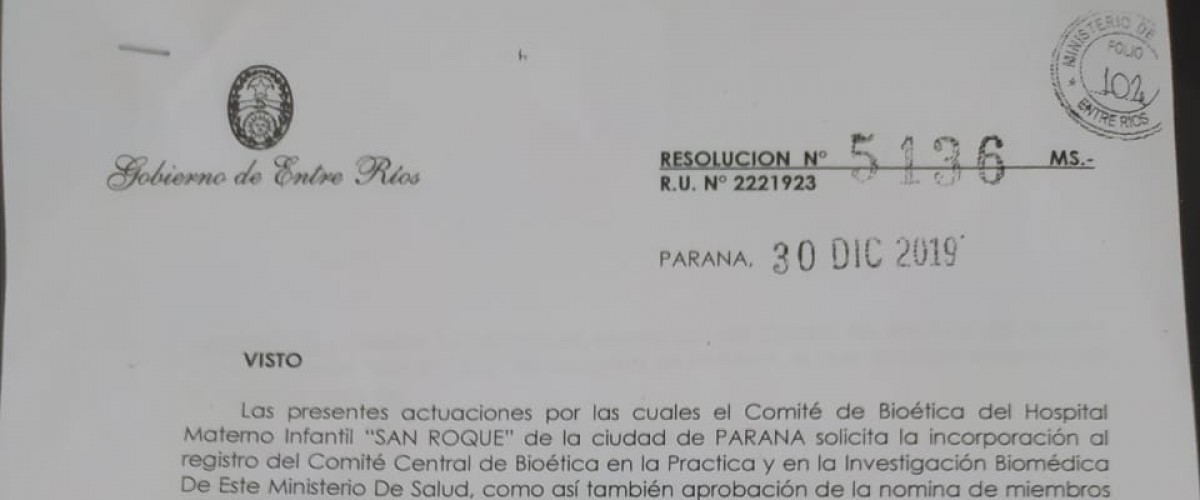 MINISTERIO DE
FOLIO
102
ENTRE RIOS
Gobierno de Entre Ríos
RESOLUCION Nº 5136 MS.-
R.U. Nº 2221923
PARANA, 30 DIC 2019
VISTO
Las presentes actuaciones por las cuales el Comité de Bioética del Hospital
Materno Infantil "SAN ROQUE" de la ciudad de PARANA solicita la incorporación al
registro del Comité Central de Bioética en la Practica y en la Investigación Biomédica
De Este Ministerio De Salud, como así también aprobación de la nomina de miembros